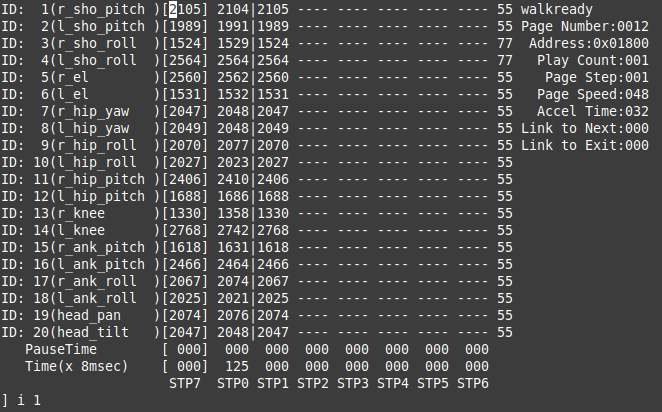 ID:  1(r_sho_pitch )[2105] 2104|2105 ---- ---- ---- ---- ---- 55 walkready
ID:  2(l_sho_pitch )[1989] 1991|1989 ---- ---- ---- ---- ---- 55 Page Number:0012
ID:  3(r_sho_roll  )[1524] 1529|1524 ---- ---- ---- ---- ---- 77  Address:0x01800
ID:  4(l_sho_roll  )[2564] 2564|2564 ---- ---- ---- ---- ---- 77   Play Count:001
ID:  5(r_el        )[2560] 2562|2560 ---- ---- ---- ---- ---- 55    Page Step:001
ID:  6(l_el        )[1531] 1532|1531 ---- ---- ---- ---- ---- 55   Page Speed:048
ID:  7(r_hip_yaw   )[2047] 2048|2047 ---- ---- ---- ---- ---- 55   Accel Time:032
ID:  8(l_hip_yaw   )[2049] 2048|2049 ---- ---- ---- ---- ---- 55 Link to Next:000
ID:  9(r_hip_roll  )[2070] 2077|2070 ---- ---- ---- ---- ---- 55 Link to Exit:000
ID: 10(l_hip_roll  )[2027] 2023|2027 ---- ---- ---- ---- ---- 55
ID: 11(r_hip_pitch )[2406] 2410|2406 ---- ---- ---- ---- ---- 55
ID: 12(l_hip_pitch )[1688] 1686|1688 ---- ---- ---- ---- ---- 55
ID: 13(r_knee      )[1330] 1358|1330 ---- ---- ---- ---- ---- 55
ID: 14(l_knee      )[2768] 2742|2768 ---- ---- ---- ---- ---- 55
ID: 15(r_ank_pitch )[1618] 1631|1618 ---- ---- ---- ---- ---- 55
ID: 16(l_ank_pitch )[2466] 2464|2466 ---- ---- ---- ---- ---- 55
ID: 17(r_ank_roll  )[2067] 2074|2067 ---- ---- ---- ---- ---- 55
ID: 18(l_ank_roll  )[2025] 2021|2025 ---- ---- ---- ---- ---- 55
ID: 19(head_pan    )[2074] 2076|2074 ---- ---- ---- ---- ---- 55
ID: 20(head_tilt   )[2047] 2048|2047 ---- ---- ---- ---- ---- 55
   PauseTime        [ 000]  000  000  000  000  000  000  000
   Time(x 8msec)    [ 000]  125  000  000  000  000  000  000
                     STP7  STP0 STP1 STP2 STP3 STP4 STP5 STP6
] i 1